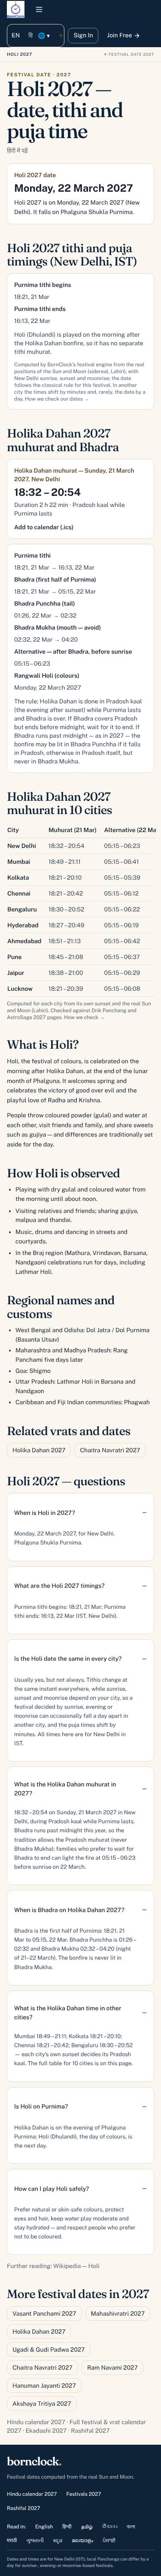 EN हिं
Sign In
Join Free →
HOLI 2027
FESTIVAL DATE 2027
FESTIVAL DATE · 2027
Holi 2027 —
date, tithi and
puja time
हिंदी में पढ़ें
Holi 2027 date
Monday, 22 March 2027
Holi 2027 is on Monday, 22 March 2027 (New
Delhi). It falls on Phalguna Shukla Purnima.
Holi 2027 tithi and puja
timings (New Delhi, IST)
Purnima tithi begins
18:21, 21 Mar
Purnima tithi ends
16:13, 22 Mar
Holi (Dhulandi) is played on the morning after
the Holika Dahan bonfire, so it has no separate
tithi muhurat.
Computed by BornClock's festival engine from the real
positions of the Sun and Moon (sidereal, Lahiri), with
New Delhi sunrise, sunset and moonrise; the date
follows the classical rule for this festival. In another
city the times shift by minutes and, rarely, the date by a
day. How we check our dates →
Holika Dahan 2027
muhurat and Bhadra
Holika Dahan muhurat — Sunday, 21 March
2027, New Delhi
18:32 – 20:54
Duration 2 h 22 min · Pradosh kaal while
Purnima lasts
Add to calendar (.ics)
Purnima tithi
18:21, 21 Mar → 16:13, 22 Mar
Bhadra (first half of Purnima)
18:21, 21 Mar → 05:15, 22 Mar
Bhadra Punchha (tail)
01:26, 22 Mar → 02:32
Bhadra Mukha (mouth — avoid)
02:32, 22 Mar → 04:20
Alternative — after Bhadra, before sunrise
05:15 – 06:23
Rangwali Holi (colours)
Monday, 22 March 2027
The rule: Holika Dahan is done in Pradosh kaal
(the evening after sunset) while Purnima lasts
and Bhadra is over. If Bhadra covers Pradosh
but ends before midnight, wait for it to end. If
Bhadra runs past midnight — as in 2027 — the
bonfire may be lit in Bhadra Punchha if it falls
in Pradosh, otherwise in Pradosh itself, but
never in Bhadra Mukha.
Holika Dahan 2027
muhurat in 10 cities
City Muhurat (21 Mar) Alternative (22 Ma
New Delhi 18:32 – 20:54 05:15 – 06:23
Mumbai 18:49 – 21:11 05:15 – 06:41
Kolkata 18:21 – 20:10 05:15 – 05:39
Chennai 18:21 – 20:42 05:15 – 06:12
Bengaluru 18:30 – 20:52 05:15 – 06:22
Hyderabad 18:27 – 20:49 05:15 – 06:19
Ahmedabad 18:51 – 21:13 05:15 – 06:42
Pune 18:45 – 21:08 05:15 – 06:37
Jaipur 18:38 – 21:00 05:15 – 06:29
Lucknow 18:21 – 20:39 05:15 – 06:08
Computed for each city from its own sunset and the real Sun
and Moon (Lahiri). Checked against Drik Panchang and
AstroSage 2027 pages. How we check →
What is Holi?
Holi, the festival of colours, is celebrated on the
morning after Holika Dahan, at the end of the lunar
month of Phalguna. It welcomes spring and
celebrates the victory of good over evil and the
playful love of Radha and Krishna.
People throw coloured powder (gulal) and water at
each other, visit friends and family, and share sweets
such as gujiya — and differences are traditionally set
aside for the day.
How Holi is observed
Playing with dry gulal and coloured water from
the morning until about noon.
Visiting relatives and friends; sharing gujiya,
malpua and thandai.
Music, drums and dancing in streets and
courtyards.
In the Braj region (Mathura, Vrindavan, Barsana,
Nandgaon) celebrations run for days, including
Lathmar Holi.
Regional names and
customs
West Bengal and Odisha: Dol Jatra / Dol Purnima
(Basanta Utsav)
Maharashtra and Madhya Pradesh: Rang
Panchami five days later
Goa: Shigmo
Uttar Pradesh: Lathmar Holi in Barsana and
Nandgaon
Caribbean and Fiji Indian communities: Phagwah
Related vrats and dates
Holika Dahan 2027
Chaitra Navratri 2027
Holi 2027 — questions
When is Holi in 2027?
Monday, 22 March 2027, for New Delhi.
Phalguna Shukla Purnima.
What are the Holi 2027 timings?
Purnima tithi begins: 18:21, 21 Mar; Purnima
tithi ends: 16:13, 22 Mar (IST, New Delhi).
Is the Holi date the same in every city?
Usually yes, but not always. Tithis change at
the same instant everywhere, while sunrise,
sunset and moonrise depend on your city, so a
festival decided by sunrise, evening or
moonrise can occasionally fall a day apart in
another city, and the puja times shift by
minutes. All times here are for New Delhi in
IST.
What is the Holika Dahan muhurat in
2027?
18:32 – 20:54 on Sunday, 21 March 2027 in New
Delhi, during Pradosh kaal while Purnima lasts.
Bhadra runs past midnight this year, so the
tradition allows the Pradosh muhurat (never
Bhadra Mukha); families who prefer to wait for
Bhadra to end can light the fire at 05:15 – 06:23
before sunrise on 22 March.
When is Bhadra on Holika Dahan 2027?
Bhadra is the first half of Purnima: 18:21, 21
Mar to 05:15, 22 Mar. Bhadra Punchha is 01:26 –
02:32 and Bhadra Mukha 02:32 – 04:20 (night
of 21–22 March). The bonfire is never lit in
Bhadra Mukha.
What is the Holika Dahan time in other
cities?
Mumbai 18:49 – 21:11; Kolkata 18:21 – 20:10;
Chennai 18:21 – 20:42; Bengaluru 18:30 – 20:52
— each city's own sunset decides its Pradosh
kaal. The full table for 10 cities is on this page.
Is Holi on Purnima?
Holika Dahan is on the evening of Phalguna
Purnima; Holi (Dhulandi), the day of colours, is
the next day.
How can I play Holi safely?
Prefer natural or skin-safe colours, protect
eyes and hair, keep water play moderate and
stay hydrated — and respect people who prefer
not to be coloured.
Further reading: Wikipedia — Holi
More festival dates in 2027
Vasant Panchami 2027
Mahashivratri 2027
Holika Dahan 2027
Ugadi & Gudi Padwa 2027
Chaitra Navratri 2027
Ram Navami 2027
Hanuman Jayanti 2027
Akshaya Tritiya 2027
Hindu calendar 2027 · Full festival & vrat calendar
2027 · Ekadashi 2027 · Rashifal 2027
bornclock.
Festival dates computed from the real Sun and Moon.
Hindu calendar 2027
Festivals 2027
Rashifal 2027
Read in: English हिन्दी தமிழ் తెలుగు বাংলা
मराठी ગુજરાતી ಕನ್ನಡ മലയാളം ਪੰਜਾਬੀ
Dates and times are for New Delhi (IST); local Panchangs can differ by a
day for sunrise-, evening- or moonrise-based festivals.